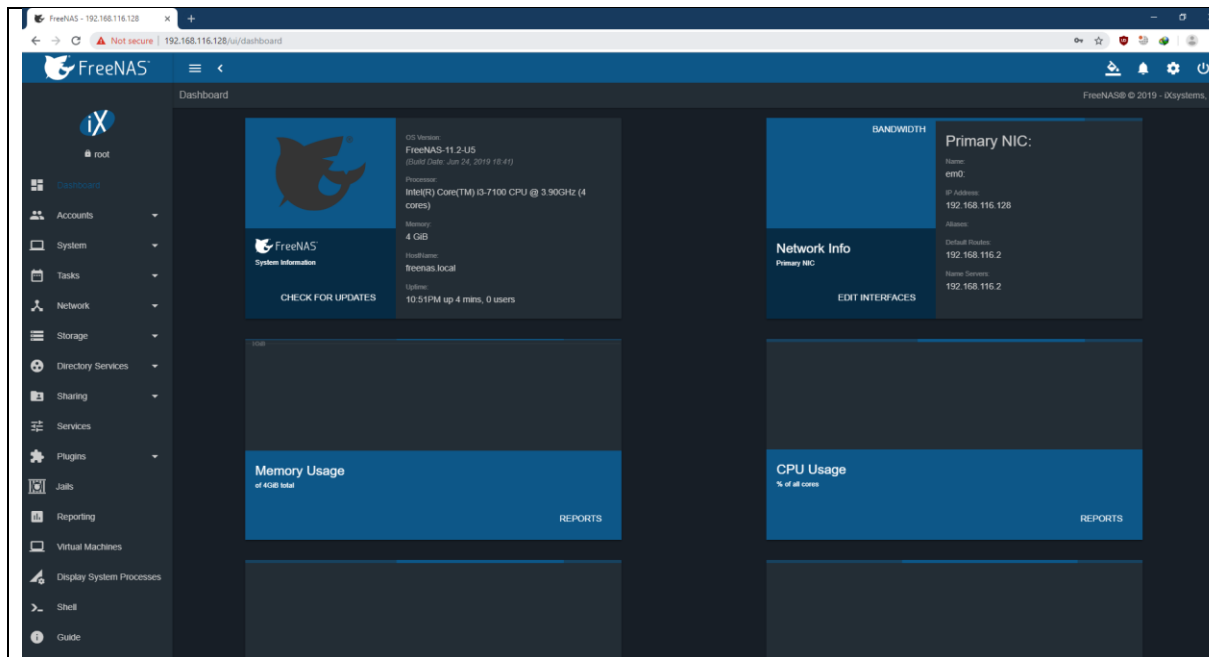 FreeNAS - 192.168.116.128
Not secure | 192.168.116.128/ui/dashboard
FreeNAS
Dashboard
FreeNAS® © 2019 - iXsystems,
iX
root
Dashboard
Accounts
System
Tasks
Network
Storage
Directory Services
Sharing
Services
Plugins
Jails
Reporting
Virtual Machines
Display System Processes
Shell
Guide
FreeNAS
System Information
CHECK FOR UPDATES
OS Version:
FreeNAS-11.2-U5
(Build Date: Jun 24, 2019 18:41)
Processor:
Intel(R) Core(TM) i3-7100 CPU @ 3.90GHz (4
cores)
Memory:
4 GiB
HostName:
freenas.local
Uptime:
10:51PM up 4 mins, 0 users
BANDWIDTH
Network Info
Primary NIC
EDIT INTERFACES
Primary NIC:
Name:
em0:
IP Address:
192.168.116.128
Aliases:
Default Routes:
192.168.116.2
Name Servers:
192.168.116.2
Memory Usage
of 4GiB total
REPORTS
CPU Usage
% of all cores
REPORTS